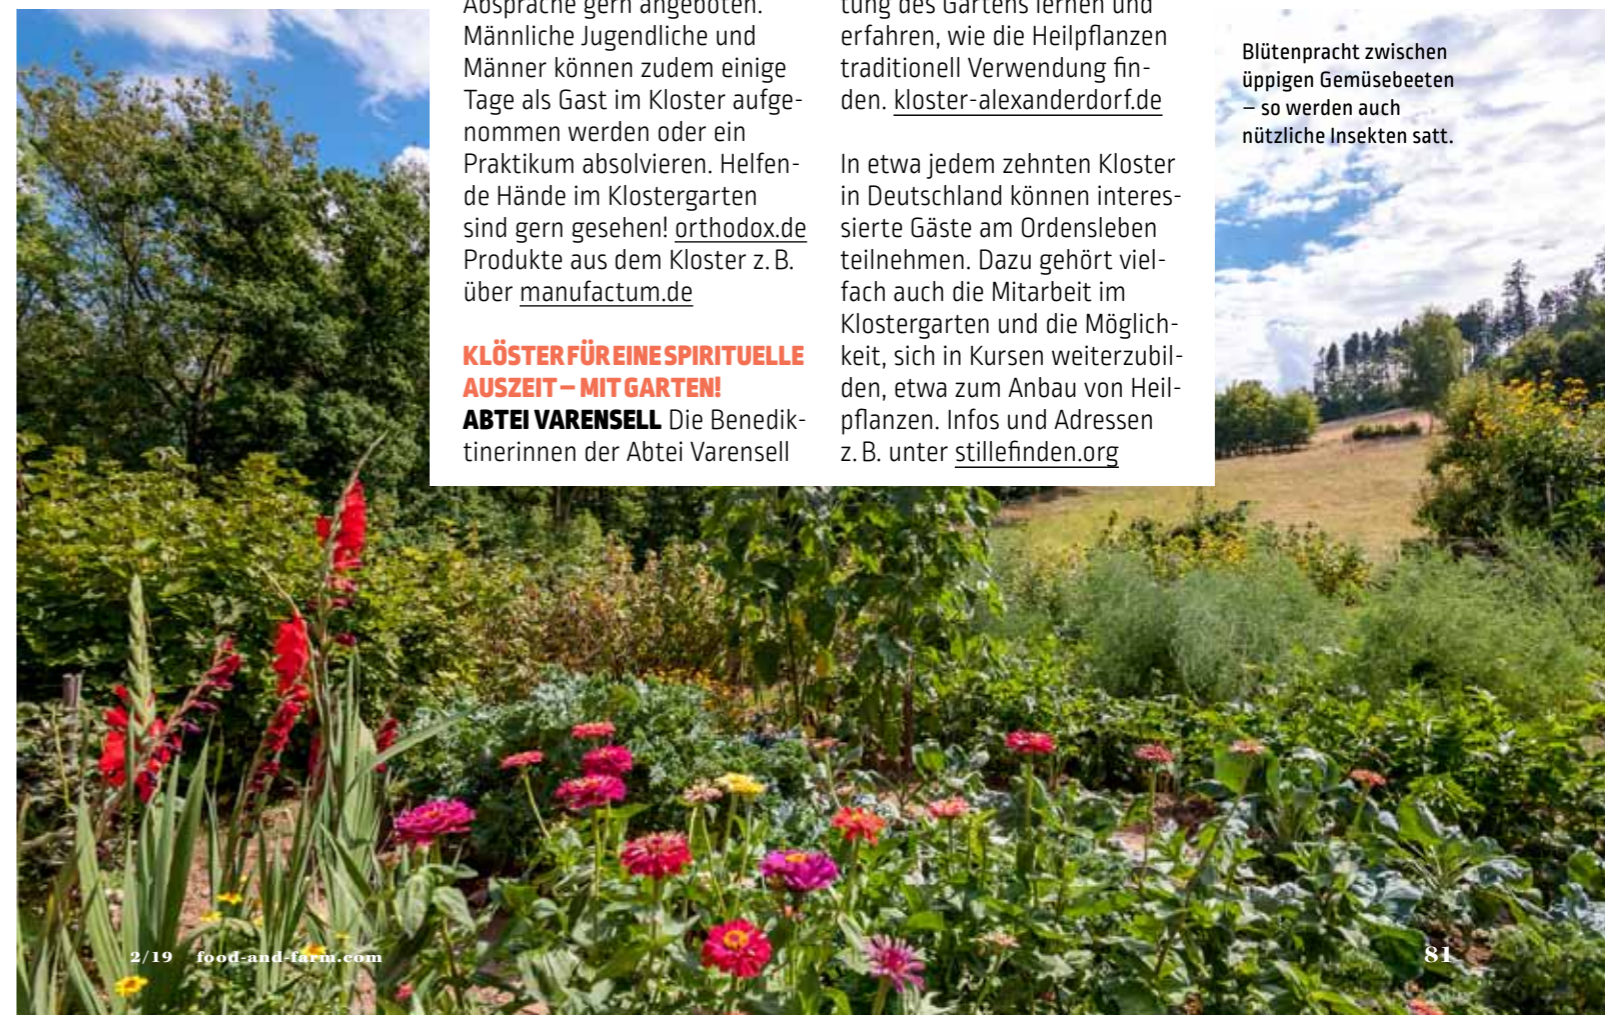 Absprache gern angeboten.
Männliche Jugendliche und
Männer können zudem einige
Tage als Gast im Kloster aufge-
nommen werden oder ein
Praktikum absolvieren. Helfen-
de Hände im Klostergarten
sind gern gesehen! orthodox.de
Produkte aus dem Kloster z. B.
über manufactum.de
KLÖSTER FÜR EINE SPIRITUELLE
AUSZEIT – MIT GARTEN!
ABTEI VARENSELL Die Benedik-
tinerinnen der Abtei Varensell
tung des Gartens lernen und
erfahren, wie die Heilpflanzen
traditionell Verwendung fin-
den. kloster-alexanderdorf.de
In etwa jedem zehnten Kloster
in Deutschland können interes-
sierte Gäste am Ordensleben
teilnehmen. Dazu gehört viel-
fach auch die Mitarbeit im
Klostergarten und die Möglich-
keit, sich in Kursen weiterzubil-
den, etwa zum Anbau von Heil-
pflanzen. Infos und Adressen
z. B. unter stillefinden.org
Blütenpracht zwischen
üppigen Gemüsebeeten
– so werden auch
nützliche Insekten satt.
2/19 food-and-farm.com
81